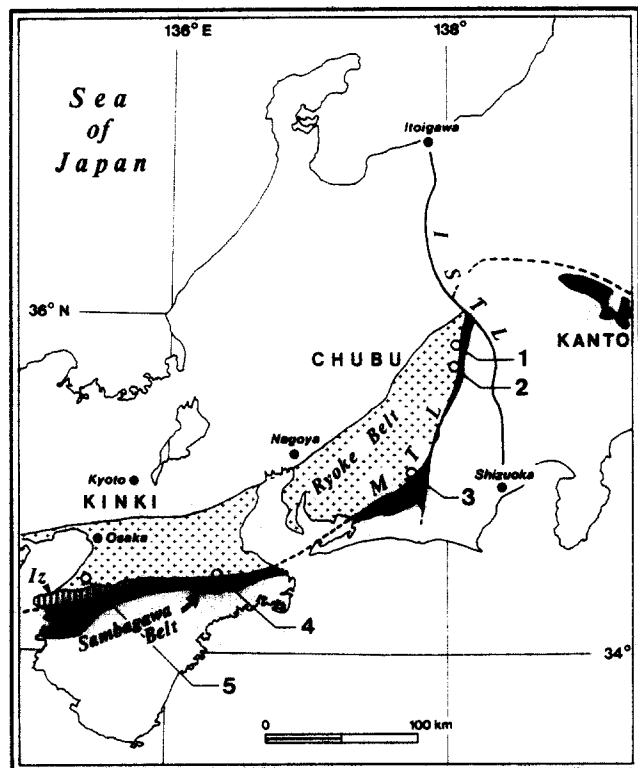 136° E
138°
Sea
of
Japan
Itoigawa
I
S
T
L
36° N
KANTO
CHUBU
1
2
Nagoya
Ryoke Belt
M T L
Kyoto
KINKI
Shizuoka
3
Osaka
Iz
Sambagawa
Belt
4
34°
5
0
100 km